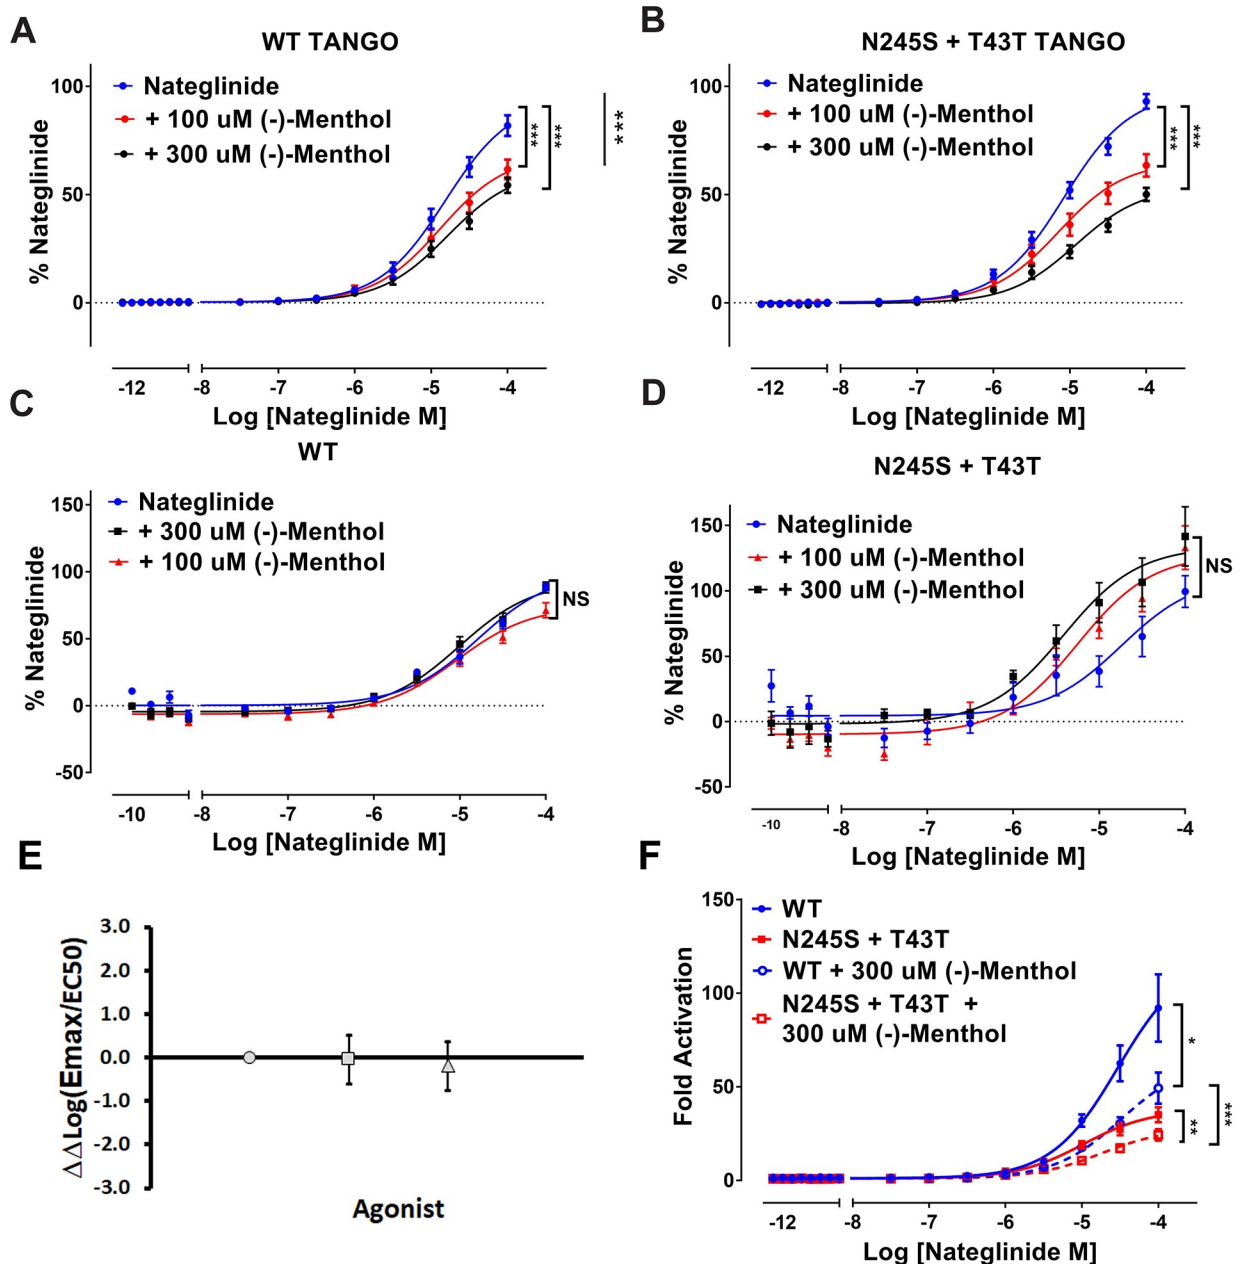 A
WT TANGO
100
50
0
% Nateglinide
Nateglinide
+ 100 uM (-)-Menthol
+ 300 uM (-)-Menthol
***
***
***
-12
-8
-7
-6
-5
-4
Log [Nateglinide M]
B
N245S + T43T TANGO
100
50
0
% Nateglinide
Nateglinide
+ 100 uM (-)-Menthol
+ 300 uM (-)-Menthol
***
***
-12
-8
-7
-6
-5
-4
Log [Nateglinide M]
C
WT
150
100
50
0
-50
% Nateglinide
Nateglinide
+ 300 uM (-)-Menthol
+ 100 uM (-)-Menthol
NS
-10
-8
-7
-6
-5
-4
Log [Nateglinide M]
D
N245S + T43T
150
100
50
0
-50
% Nateglinide
Nateglinide
+ 100 uM (-)-Menthol
+ 300 uM (-)-Menthol
NS
-10
-8
-7
-6
-5
-4
Log [Nateglinide M]
E
3.0
2.0
1.0
0.0
-1.0
-2.0
-3.0
ΔΔLog(Emax/EC50)
Agonist
F
150
100
50
0
Fold Activation
WT
N245S + T43T
WT + 300 uM (-)-Menthol
N245S + T43T +
300 uM (-)-Menthol
*
**
***
-12
-8
-7
-6
-5
-4
Log [Nateglinide M]